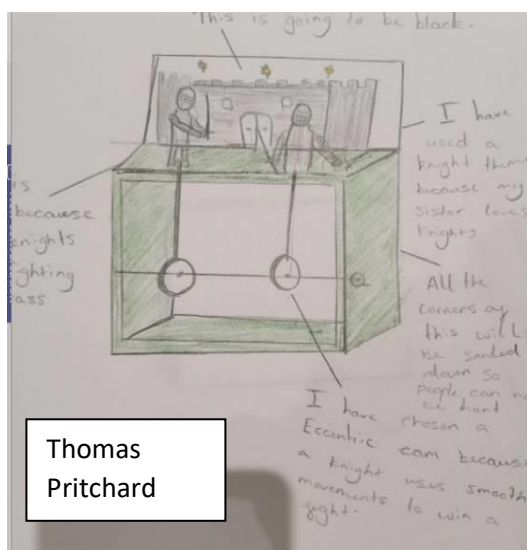 This is going to be black.
I have
used a
knight theme
because my
sister loves
knights
is
because
knights
fighting
ass
All the
corners of
this will
be sanded
down so
people can no
be hurt.
I have chosen a
Eccentric cam because
a knight uses smooth
movements to win a
fight.
Thomas
Pritchard